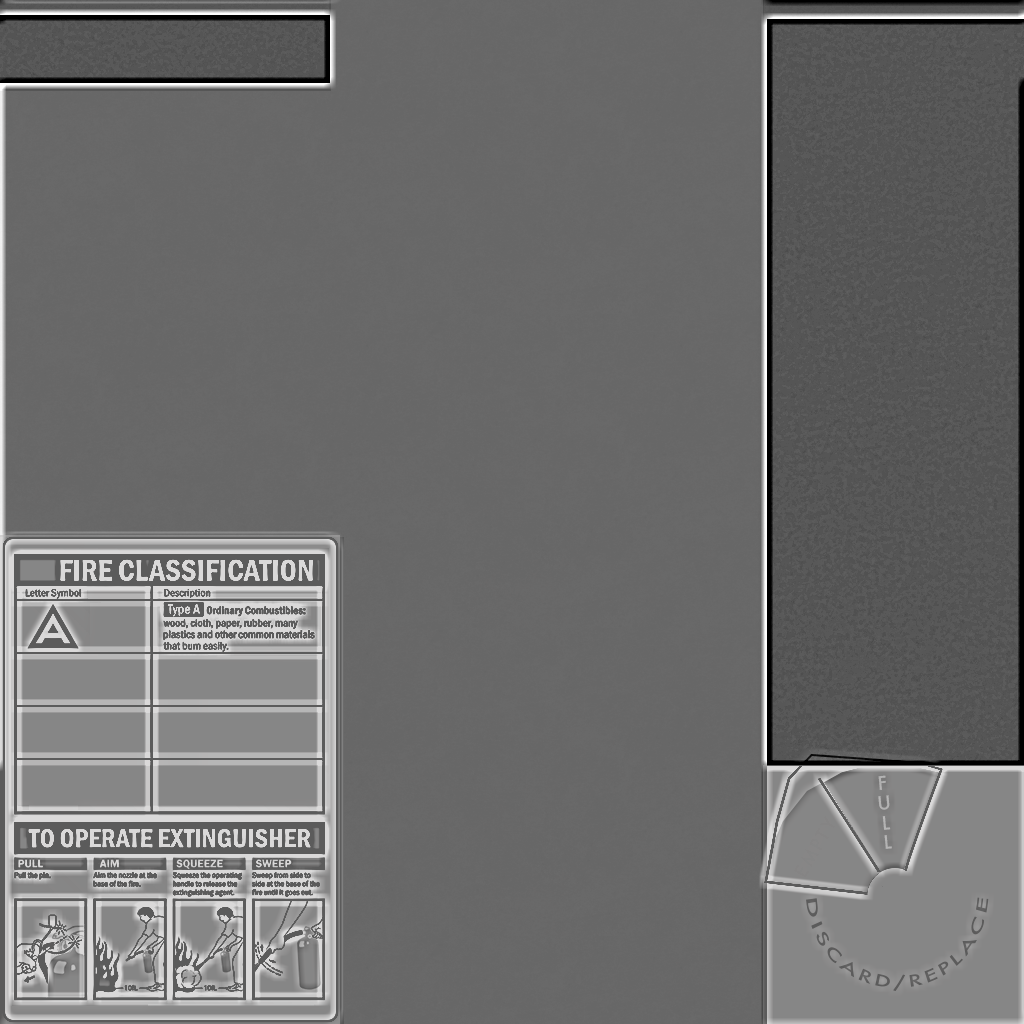 FIRE CLASSIFICATION
Letter Symbol Description
A
Type A Ordinary Combustibles:
wood, cloth, paper, rubber, many
plastics and other common materials
that burn easily.
TO OPERATE EXTINGUISHER
PULL AIM SQUEEZE SWEEP
Pull the pin.
Aim the nozzle at the
base of the fire.
Squeeze the operating
handle to release the
extinguishing agent.
Sweep from side to
side at the base of the
fire until it goes out.
10ft. 10ft.
FULL
DISCARD/REPLACE